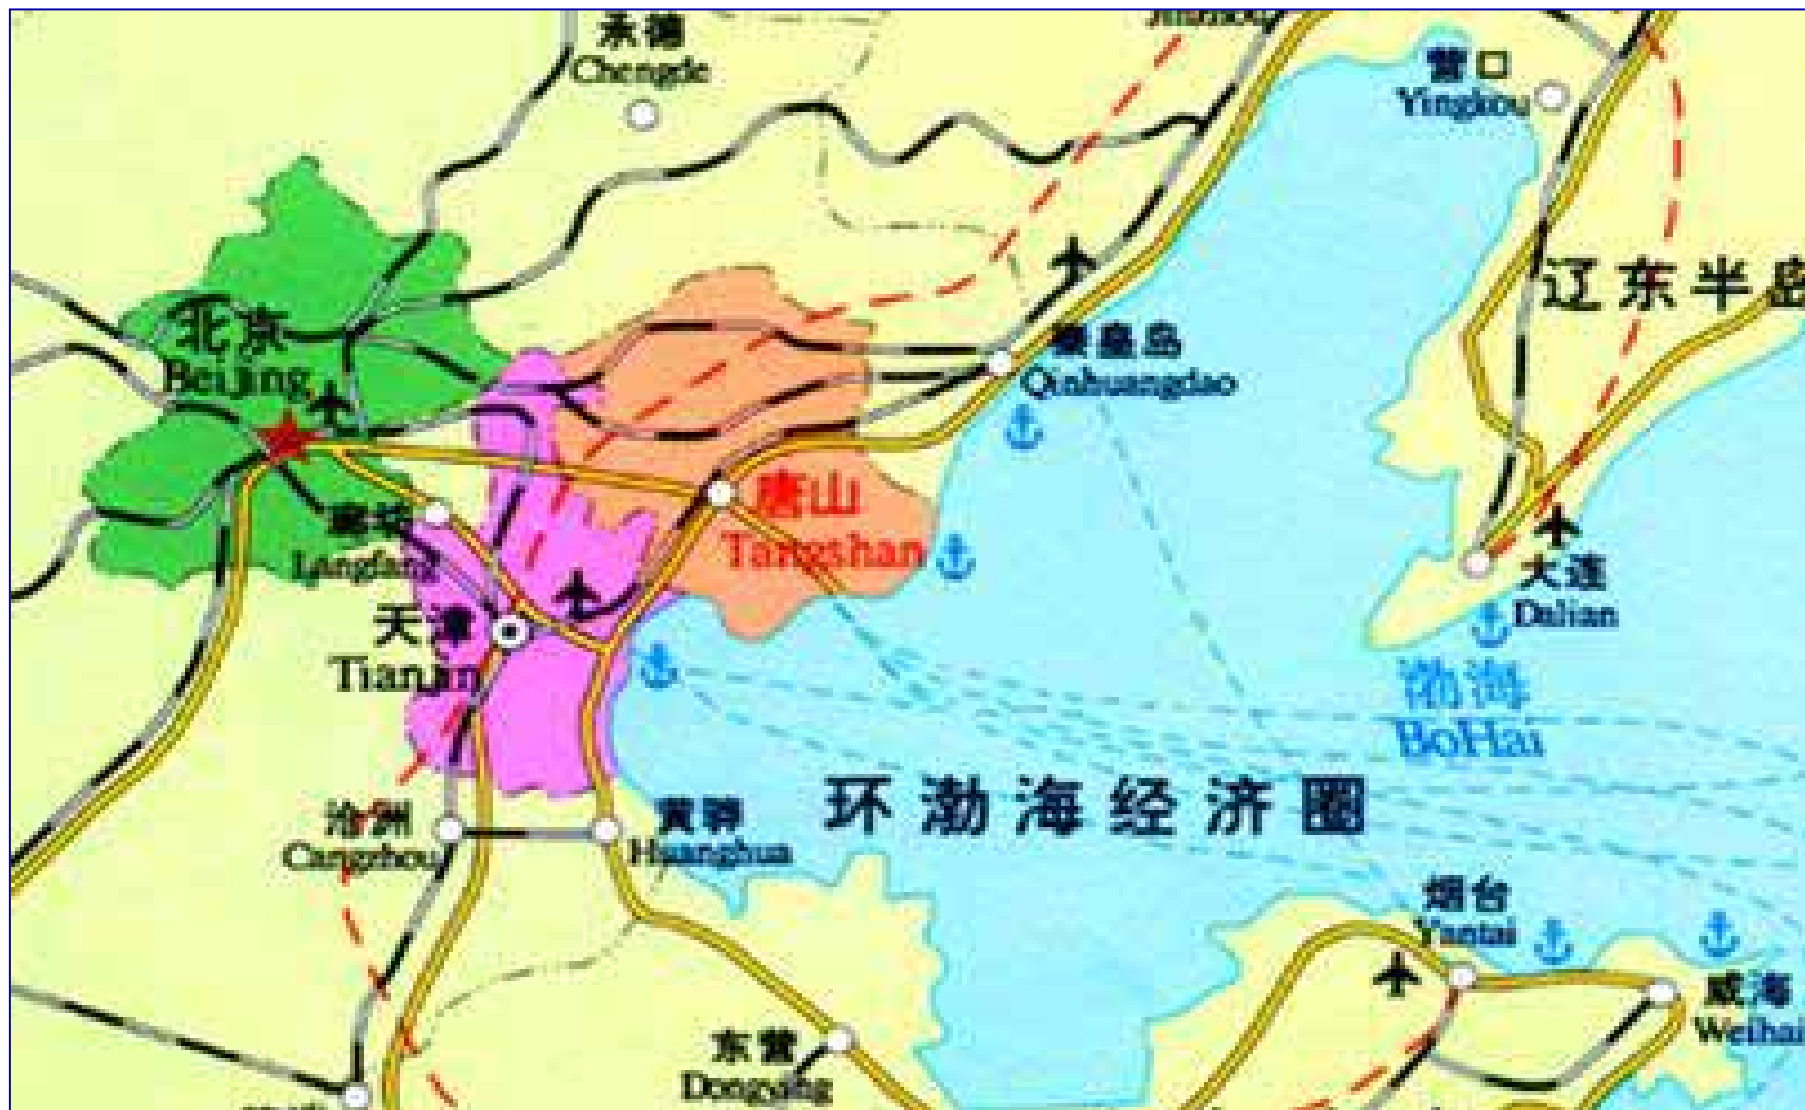 承德
Chengde
Jinzhou
营口
Yingkou
辽东半岛
北京
Beijing
秦皇岛
Qinhuangdao
唐山
Tangshan
廊坊
Langfang
天津
Tianjin
大连
Dalian
渤海
BoHai
环渤海经济圈
沧州
Cangzhou
黄骅
Huanghua
烟台
Yantai
威海
Weihai
东营
Dongyang